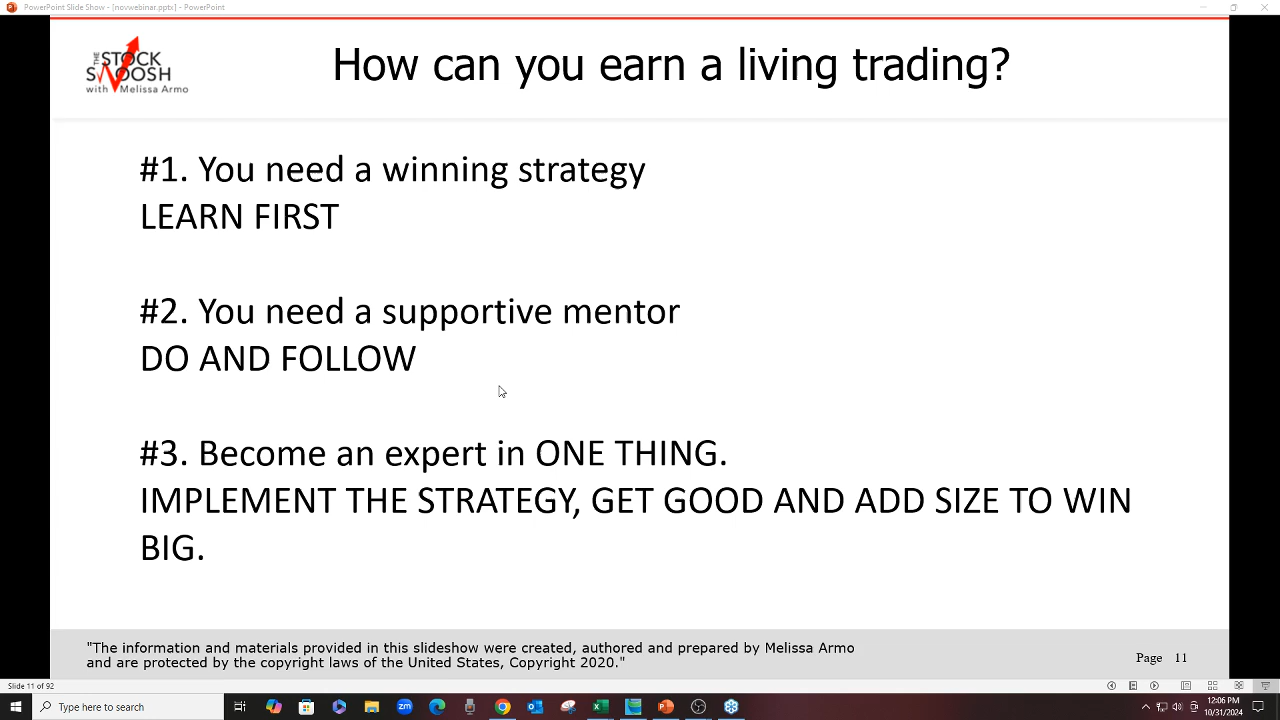 PowerPoint Slide Show - [novwebinar.pptx] - PowerPoint
THE
STOCK
SWOOSH
with Melissa Armo
How can you earn a living trading?
#1. You need a winning strategy
LEARN FIRST
#2. You need a supportive mentor
DO AND FOLLOW
#3. Become an expert in ONE THING.
IMPLEMENT THE STRATEGY, GET GOOD AND ADD SIZE TO WIN
BIG.
"The information and materials provided in this slideshow were created, authored and prepared by Melissa Armo
and are protected by the copyright laws of the United States, Copyright 2020."
Page 11
Slide 11 of 92
Type here to search
12:06 PM
10/31/2024